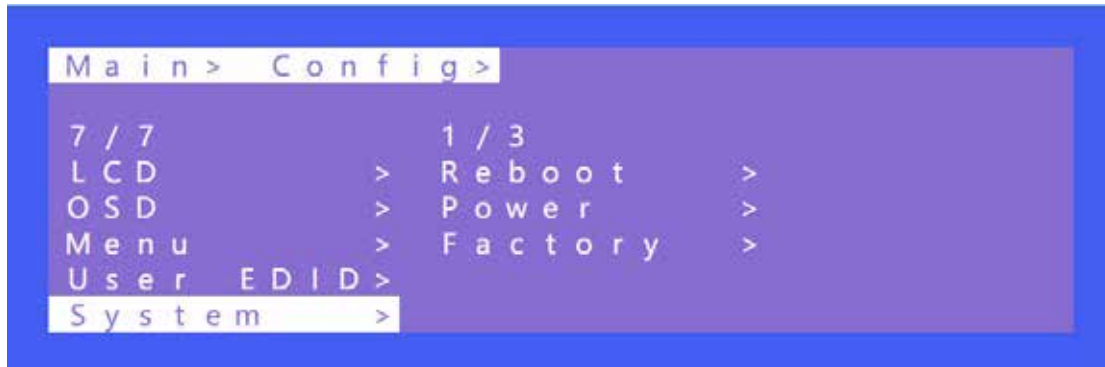 Main> Config>
7/7 1/3
LCD > Reboot >
OSD > Power >
Menu > Factory >
User EDID>
System >